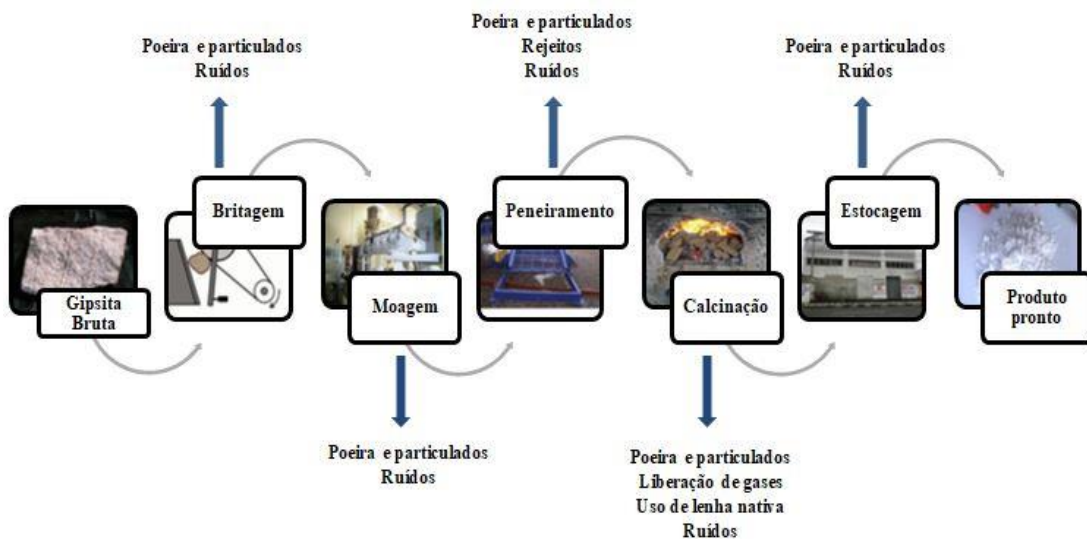 Poeira e particulados
Ruídos
Poeira e particulados
Rejeitos
Ruídos
Poeira e particulados
Ruídos
Gipsita
Bruta
Britagem
Moagem
Peneiramento
Calcinação
Estocagem
Produto
pronto
Poeira e particulados
Ruídos
Poeira e particulados
Liberação de gases
Uso de lenha nativa
Ruídos